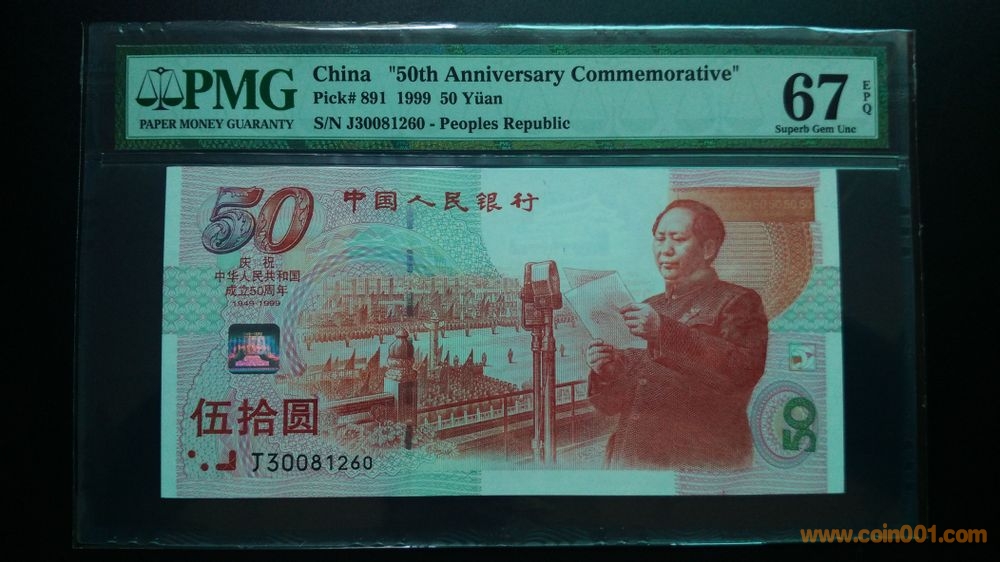 PMG
PAPER MONEY GUARANTY
China "50th Anniversary Commemorative"
Pick# 891 1999 50 Yüan
S/N J30081260 - Peoples Republic
67
EPQ
Superb Gem Unc
50
中国人民银行
庆祝
中华人民共和国
成立50周年
1949-1999
伍拾圆
J30081260
50
www.coin001.com